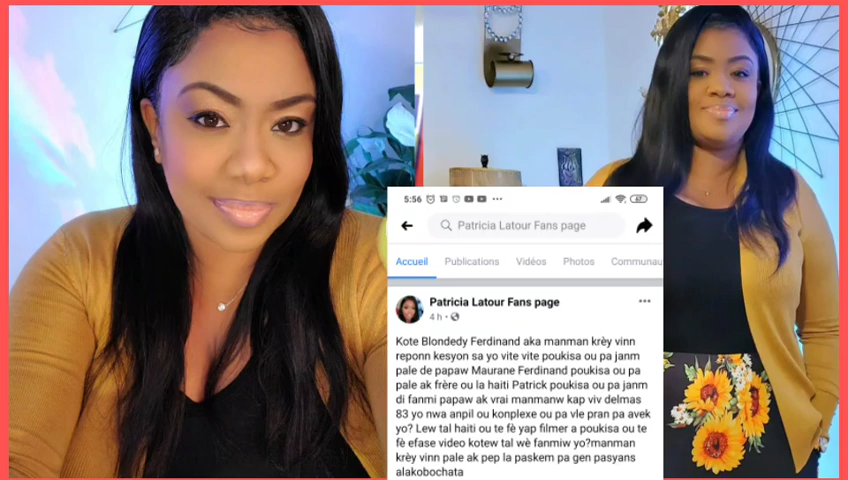 5:56
67
Patricia Latour Fans page
Accueil Publications Vidéos Photos Communau
Patricia Latour Fans page
4 h
Kote Blondedy Ferdinand aka manman krèy vinn
reponn kesyon sa yo vite vite poukisa ou pa janm
pale de papaw Maurane Ferdinand poukisa ou pa
pale ak frère ou la haiti Patrick poukisa ou pa janm
di fanmi papaw ak vrai manmanw kap viv delmas
83 yo nwa anpil ou konplexe ou pa vle pran pa avek
yo? Lew tal haiti ou te fè yap filmer a poukisa ou te
fè efase video kotew tal wè fanmiw yo?manman
krèy vinn pale ak pep la paskem pa gen pasyans
alakobochata